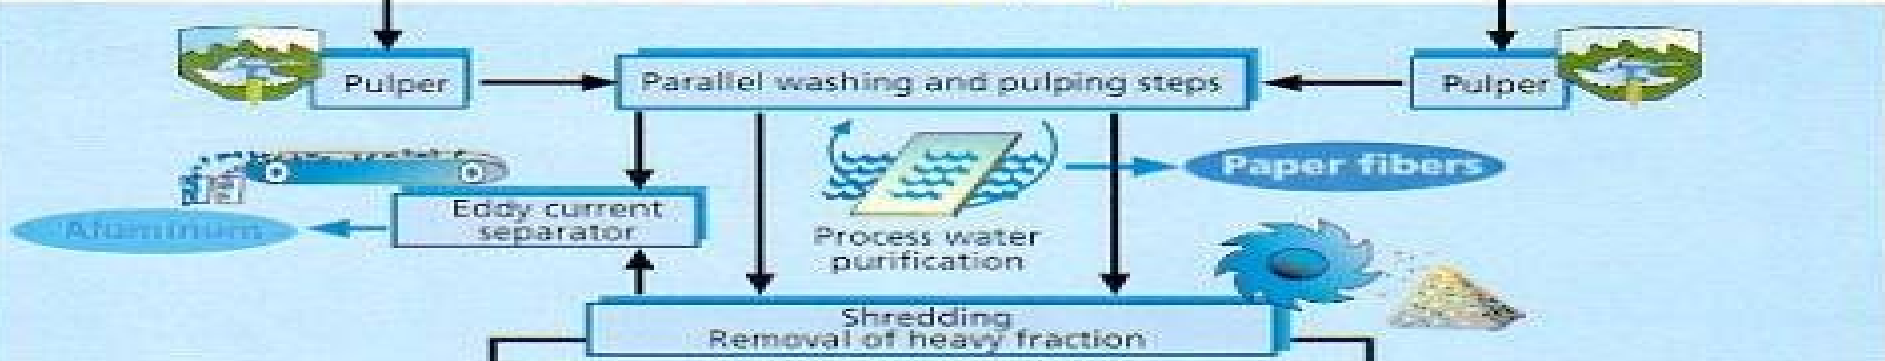 Pulper
Parallel washing and pulping steps
Pulper
Paper fibers
Eddy current
separator
Aluminum
Process water
purification
Shredding
Removal of heavy fraction